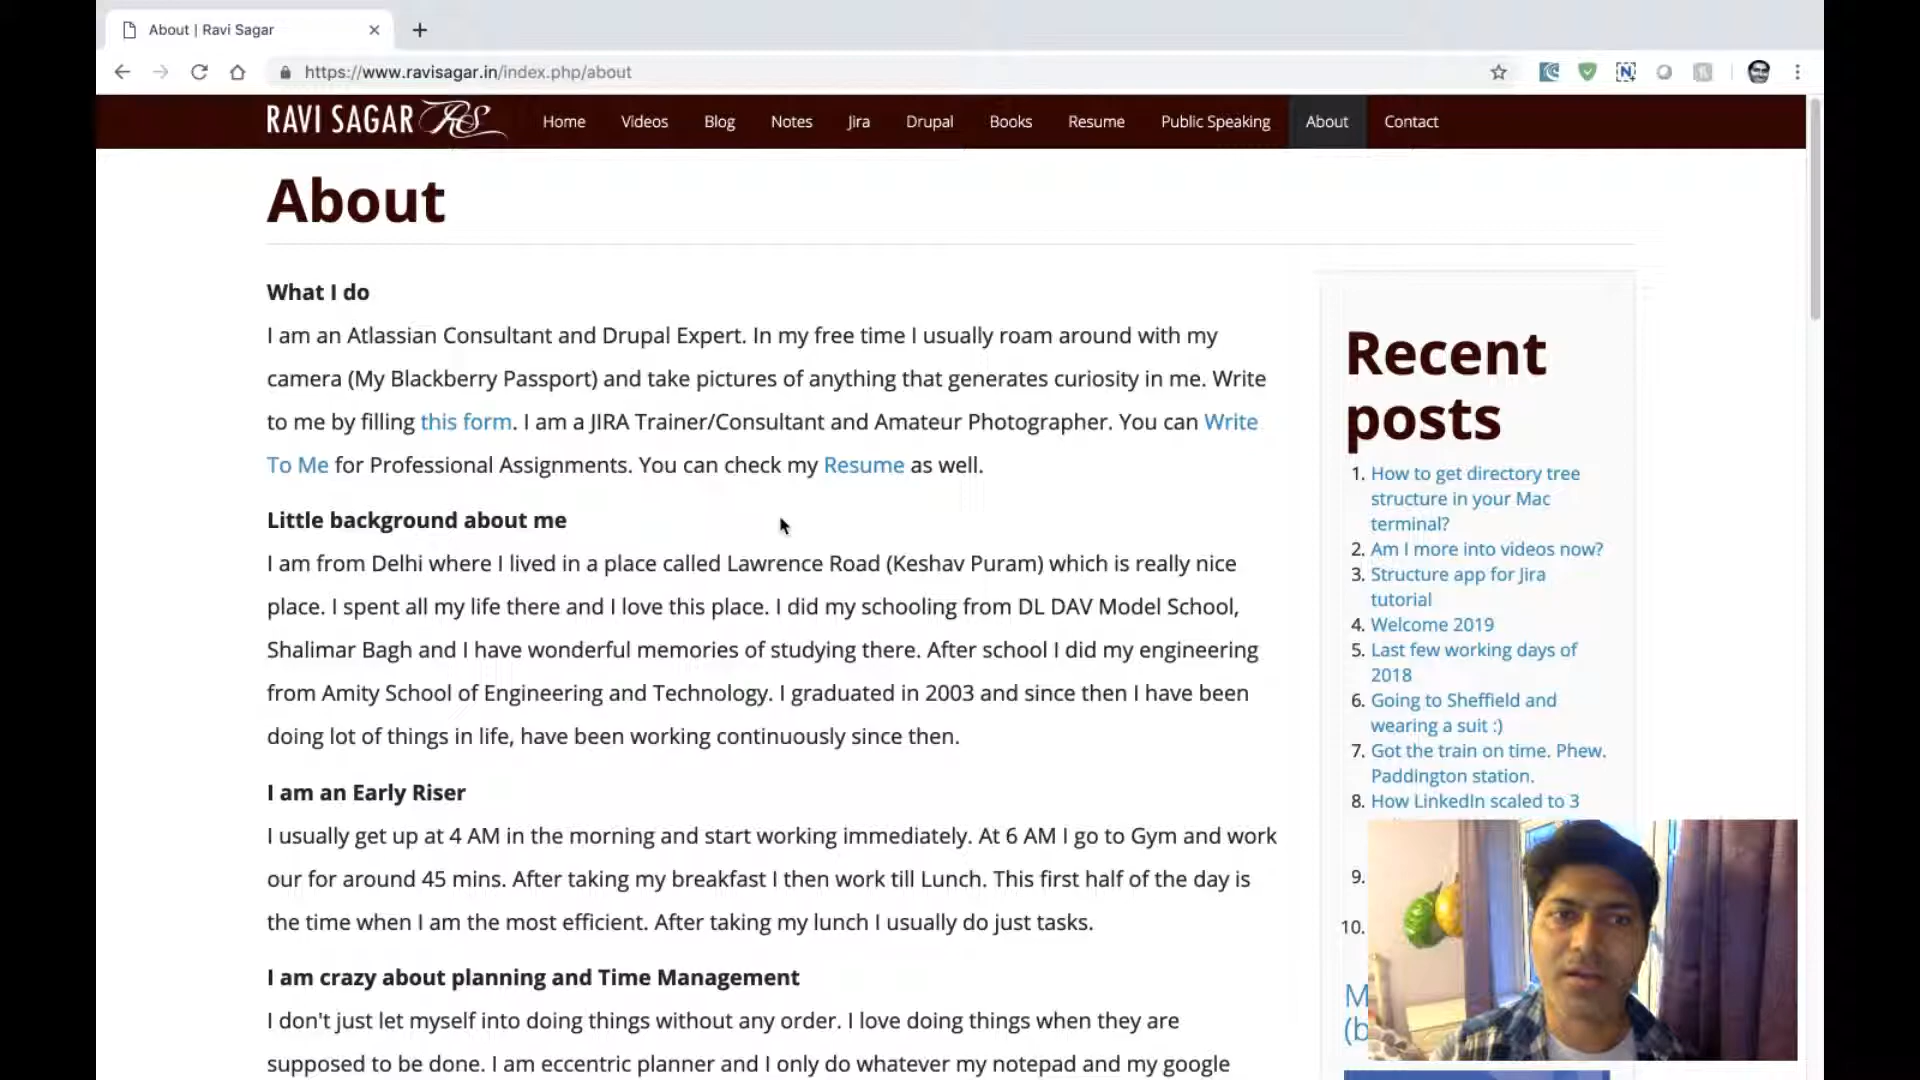 About | Ravi Sagar
https://www.ravisagar.in/index.php/about
RAVI SAGAR RS
Home Videos Blog Notes Jira Drupal Books Resume Public Speaking About Contact
About
What I do
I am an Atlassian Consultant and Drupal Expert. In my free time I usually roam around with my
camera (My Blackberry Passport) and take pictures of anything that generates curiosity in me. Write
to me by filling this form. I am a JIRA Trainer/Consultant and Amateur Photographer. You can Write
To Me for Professional Assignments. You can check my Resume as well.
Little background about me
I am from Delhi where I lived in a place called Lawrence Road (Keshav Puram) which is really nice
place. I spent all my life there and I love this place. I did my schooling from DL DAV Model School,
Shalimar Bagh and I have wonderful memories of studying there. After school I did my engineering
from Amity School of Engineering and Technology. I graduated in 2003 and since then I have been
doing lot of things in life, have been working continuously since then.
I am an Early Riser
I usually get up at 4 AM in the morning and start working immediately. At 6 AM I go to Gym and work
our for around 45 mins. After taking my breakfast I then work till Lunch. This first half of the day is
the time when I am the most efficient. After taking my lunch I usually do just tasks.
I am crazy about planning and Time Management
I don't just let myself into doing things without any order. I love doing things when they are
supposed to be done. I am eccentric planner and I only do whatever my notepad and my google
Recent
posts
1. How to get directory tree
structure in your Mac
terminal?
2. Am I more into videos now?
3. Structure app for Jira
tutorial
4. Welcome 2019
5. Last few working days of
2018
6. Going to Sheffield and
wearing a suit :)
7. Got the train on time. Phew.
Paddington station.
8. How LinkedIn scaled to 3
9.
10.
M
(b